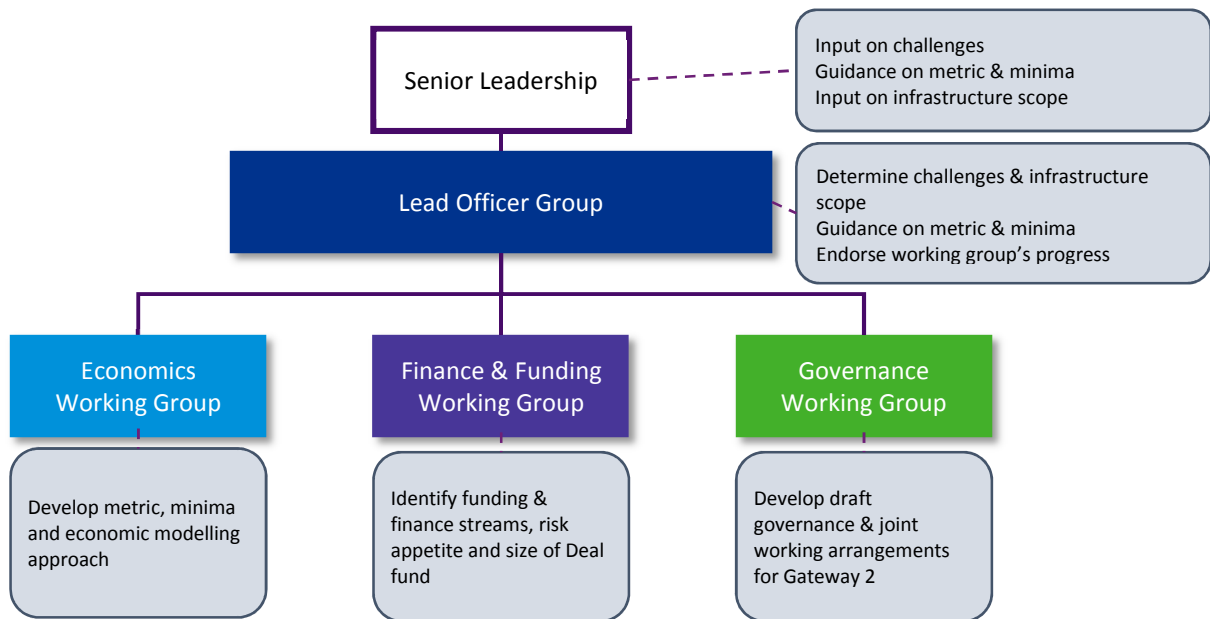 Senior Leadership
Input on challenges
Guidance on metric & minima
Input on infrastructure scope
Lead Officer Group
Determine challenges & infrastructure
scope
Guidance on metric & minima
Endorse working group’s progress
Economics
Working Group
Finance & Funding
Working Group
Governance
Working Group
Develop metric, minima
and economic modelling
approach
Identify funding &
finance streams, risk
appetite and size of Deal
fund
Develop draft
governance & joint
working arrangements
for Gateway 2